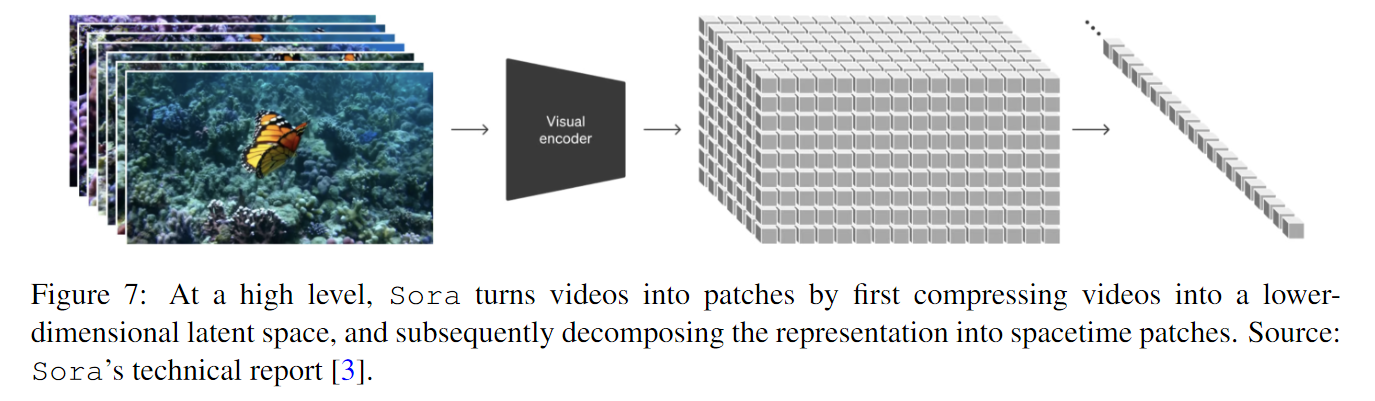 Visual
encoder
Figure 7: At a high level, Sora turns videos into patches by first compressing videos into a lower-
dimensional latent space, and subsequently decomposing the representation into spacetime patches. Source:
Sora's technical report [3].